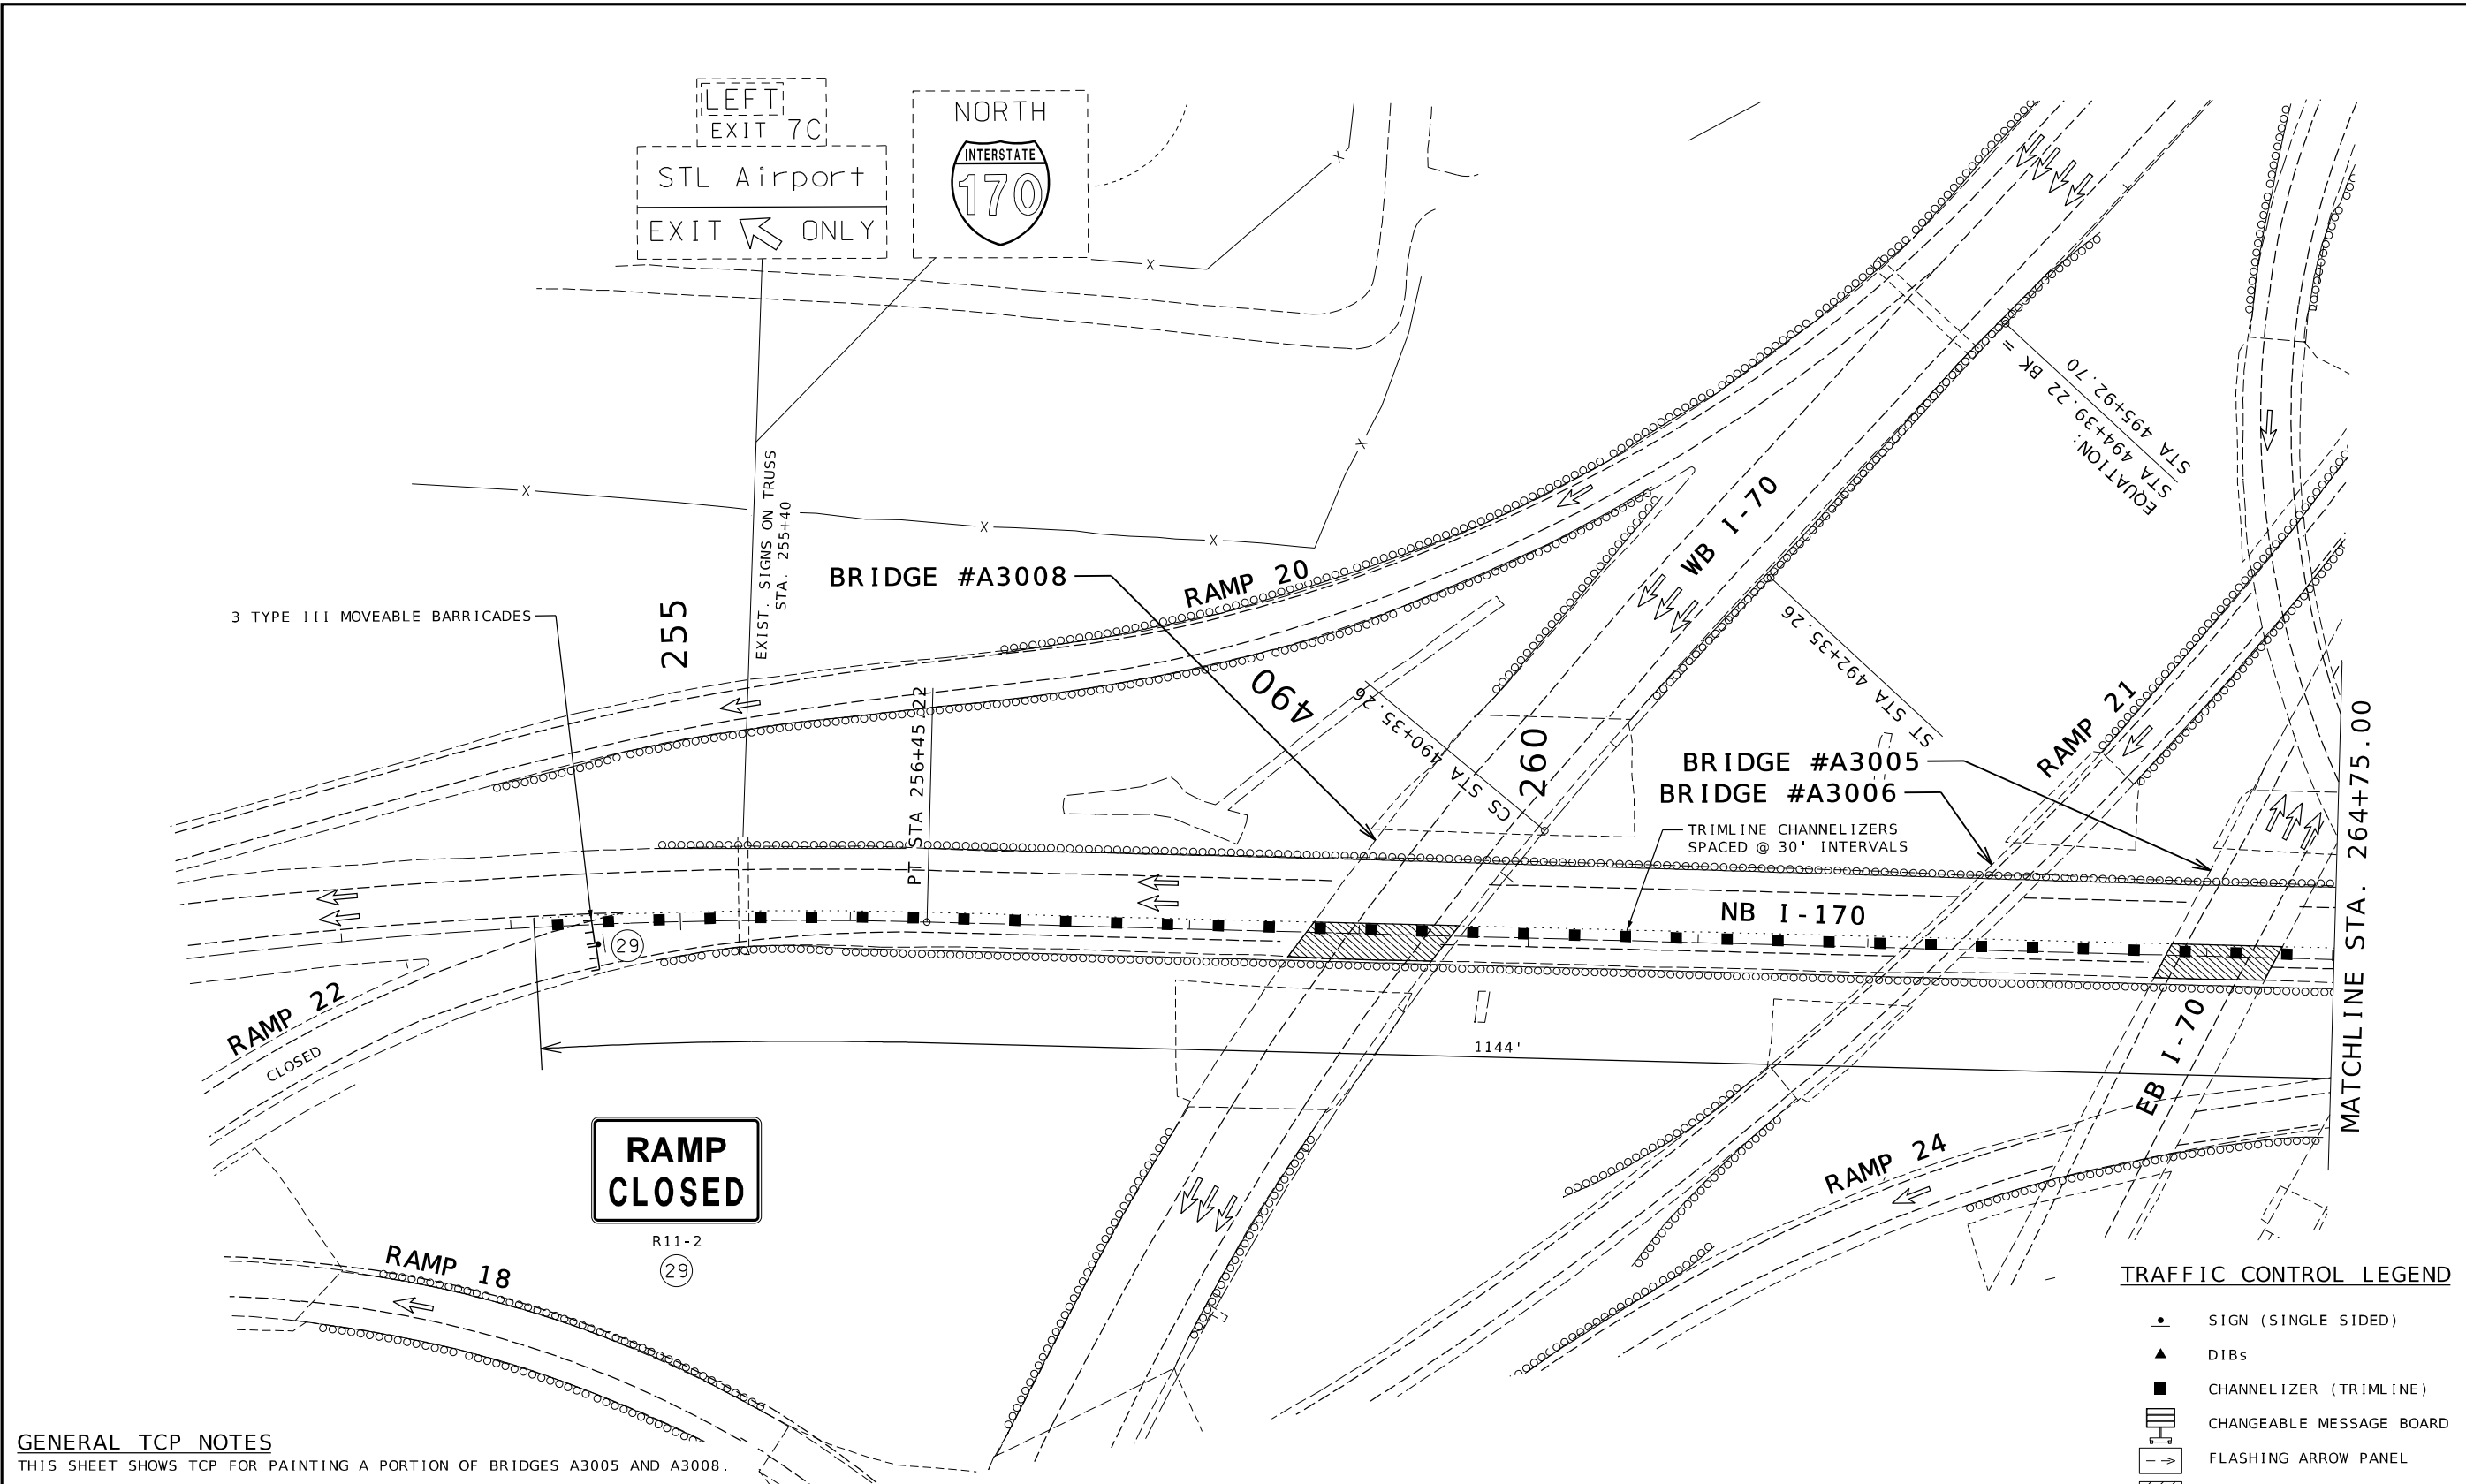 LEFT
EXIT 7C
STL Airport
EXIT ONLY
NORTH
INTERSTATE
170
EXIST. SIGNS ON TRUSS
STA. 255+40
3 TYPE III MOVEABLE BARRICADES
255
BRIDGE #A3008
RAMP 20
WB I-70
EQUATION:
STA 494+39.22 BK =
STA 495+92.70
ST STA 492+35.26
490
CS STA 490+35.26
PT STA 256+45.22
260
BRIDGE #A3005
BRIDGE #A3006
TRIMLINE CHANNELIZERS
SPACED @ 30' INTERVALS
RAMP 21
MATCHLINE STA. 264+75.00
NB I-170
29
RAMP 22
CLOSED
1144'
EB I-70
RAMP 24
RAMP
CLOSED
R11-2
29
RAMP 18
TRAFFIC CONTROL LEGEND
SIGN (SINGLE SIDED)
DIBs
CHANNELIZER (TRIMLINE)
CHANGEABLE MESSAGE BOARD
FLASHING ARROW PANEL
GENERAL TCP NOTES
THIS SHEET SHOWS TCP FOR PAINTING A PORTION OF BRIDGES A3005 AND A3008.